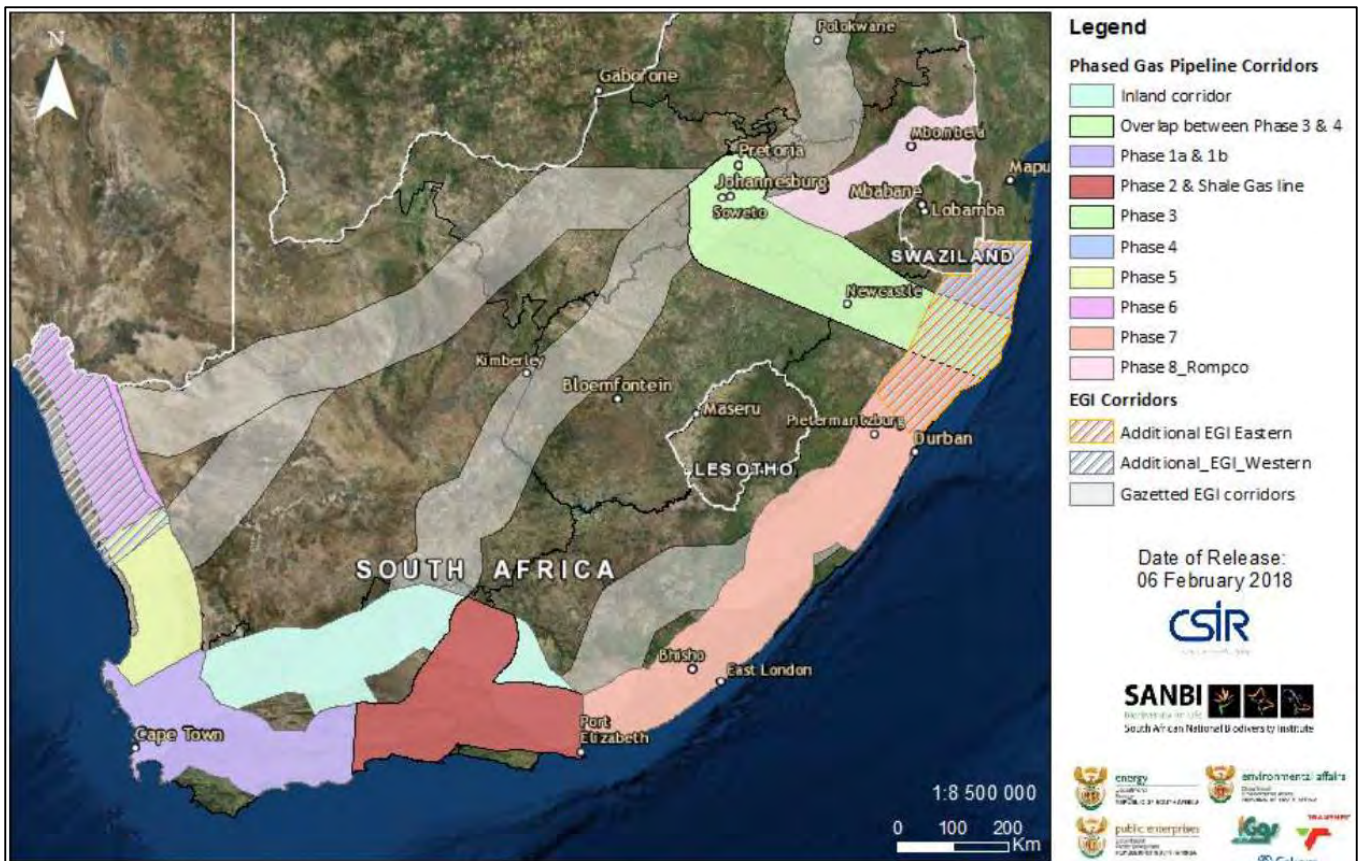 N
Polokwane
Gaborone
Mbombela
Pretoria
Mapu
Johannesburg
Mbabane
Soweto
Lobamba
SWAZILAND
Newcastle
Kimberley
Bloemfontein
Maseru
Pietermaritzburg
Durban
LESOTHO
SOUTH AFRICA
Bhisho
East London
Port
Elizabeth
Cape Town
1:8 500 000
0 100 200
Km
Legend
Phased Gas Pipeline Corridors
Inland corridor
Overlap between Phase 3 & 4
Phase 1a & 1b
Phase 2 & Shale Gas line
Phase 3
Phase 4
Phase 5
Phase 6
Phase 7
Phase 8_Rompco
EGI Corridors
Additional EGI Eastern
Additional_EGI_Western
Gazetted EGI corridors
Date of Release:
06 February 2018
CSIR
SANBI
South African National Biodiversity Institute
energy
environmental affairs
public enterprises
iGas